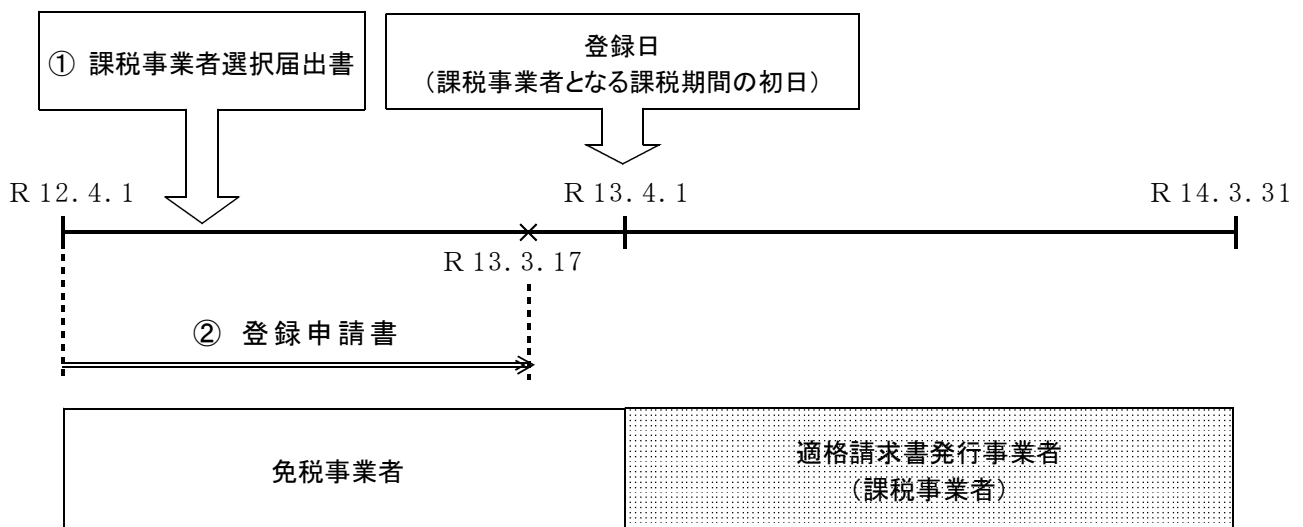 ① 課税事業者選択届出書
登録日
（課税事業者となる課税期間の初日）
R 12.4.1
R 13.4.1
R 14.3.31
R 13.3.17
② 登録申請書
免税事業者
適格請求書発行事業者
（課税事業者）